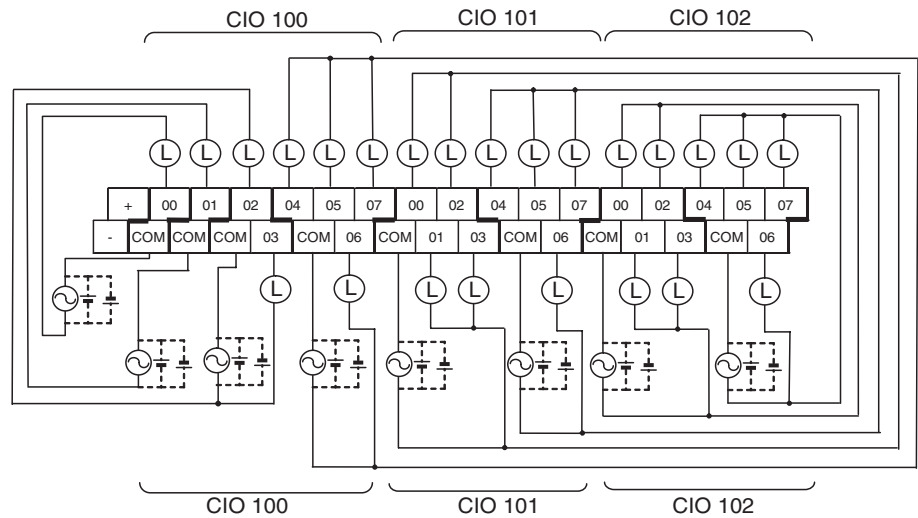 CIO 100 CIO 101 CIO 102
L L L L L L L L L L L L L L L L
+ 00 01 02 04 05 07 00 02 04 05 07 00 02 04 05 07
- COM COM COM 03 COM 06 COM 01 03 COM 06 COM 01 03 COM 06
L L L L L L L L
CIO 100 CIO 101 CIO 102